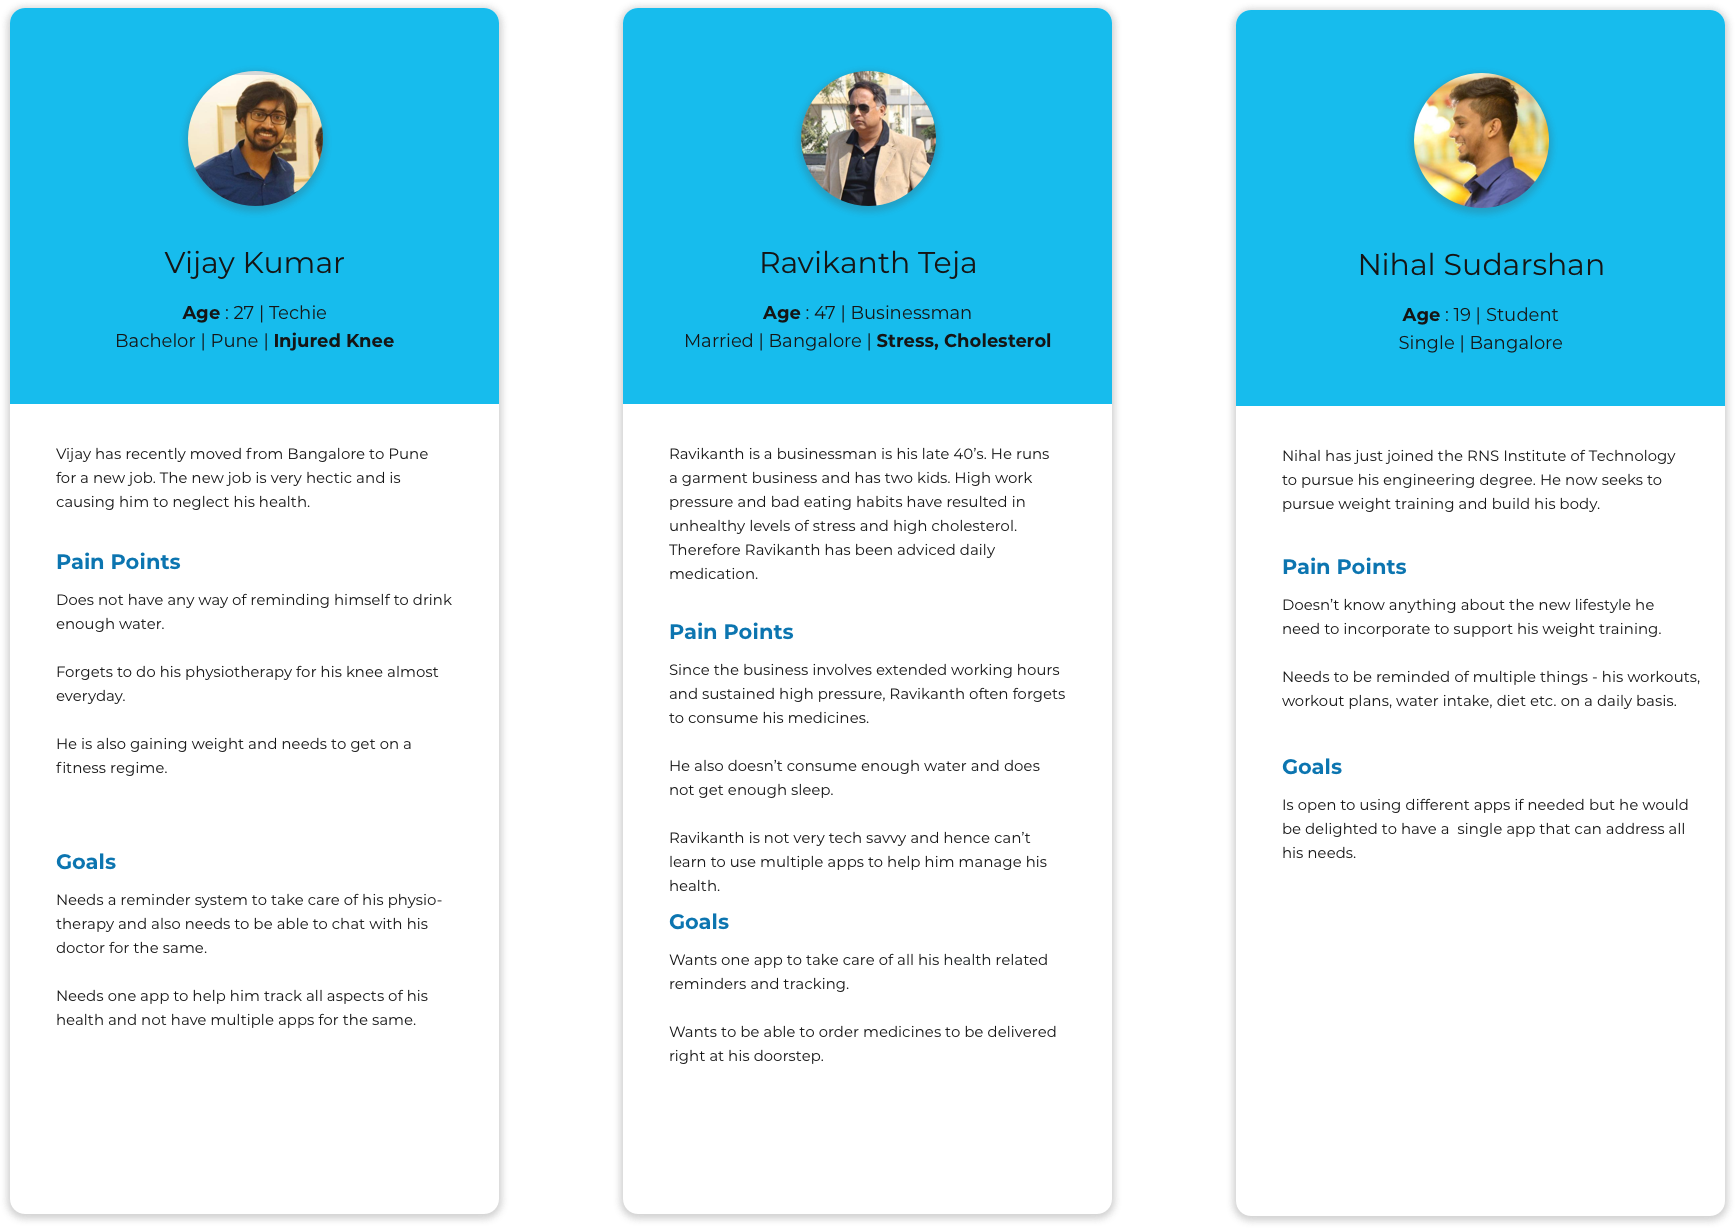 Vijay Kumar
Age : 27 | Techie
Bachelor | Pune | Injured Knee
Vijay has recently moved from Bangalore to Pune
for a new job. The new job is very hectic and is
causing him to neglect his health.
Pain Points
Does not have any way of reminding himself to drink
enough water.
Forgets to do his physiotherapy for his knee almost
everyday.
He is also gaining weight and needs to get on a
fitness regime.
Goals
Needs a reminder system to take care of his physio-
therapy and also needs to be able to chat with his
doctor for the same.
Needs one app to help him track all aspects of his
health and not have multiple apps for the same.
Ravikanth Teja
Age : 47 | Businessman
Married | Bangalore | Stress, Cholesterol
Ravikanth is a businessman is his late 40’s. He runs
a garment business and has two kids. High work
pressure and bad eating habits have resulted in
unhealthy levels of stress and high cholesterol.
Therefore Ravikanth has been adviced daily
medication.
Pain Points
Since the business involves extended working hours
and sustained high pressure, Ravikanth often forgets
to consume his medicines.
He also doesn’t consume enough water and does
not get enough sleep.
Ravikanth is not very tech savvy and hence can’t
learn to use multiple apps to help him manage his
health.
Goals
Wants one app to take care of all his health related
reminders and tracking.
Wants to be able to order medicines to be delivered
right at his doorstep.
Nihal Sudarshan
Age : 19 | Student
Single | Bangalore
Nihal has just joined the RNS Institute of Technology
to pursue his engineering degree. He now seeks to
pursue weight training and build his body.
Pain Points
Doesn’t know anything about the new lifestyle he
need to incorporate to support his weight training.
Needs to be reminded of multiple things - his workouts,
workout plans, water intake, diet etc. on a daily basis.
Goals
Is open to using different apps if needed but he would
be delighted to have a  single app that can address all
his needs.